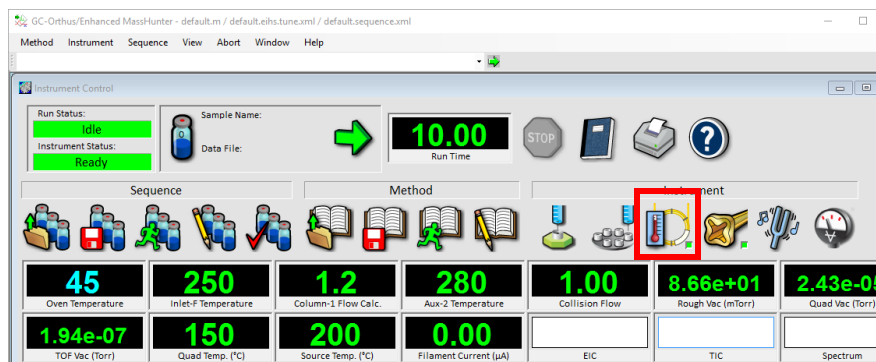 GC-Orthus/Enhanced MassHunter - default.m / default.eihs.tune.xml / default.sequence.xml
Method Instrument Sequence View Abort Window Help
Instrument Control
Run Status:
Idle
Instrument Status:
Ready
Sample Name:
Data File:
10.00
Run Time
STOP
?
Sequence Method Instrument
45 250 1.2 280 1.00 8.66e+01 2.43e-05
Oven Temperature Inlet-F Temperature Column-1 Flow Calc. Aux-2 Temperature Collision Flow Rough Vac (mTorr) Quad Vac (Torr)
1.94e-07 150 200 0.00
TOF Vac (Torr) Quad Temp. (°C) Source Temp. (°C) Filament Current (µA) EIC TIC Spectrum